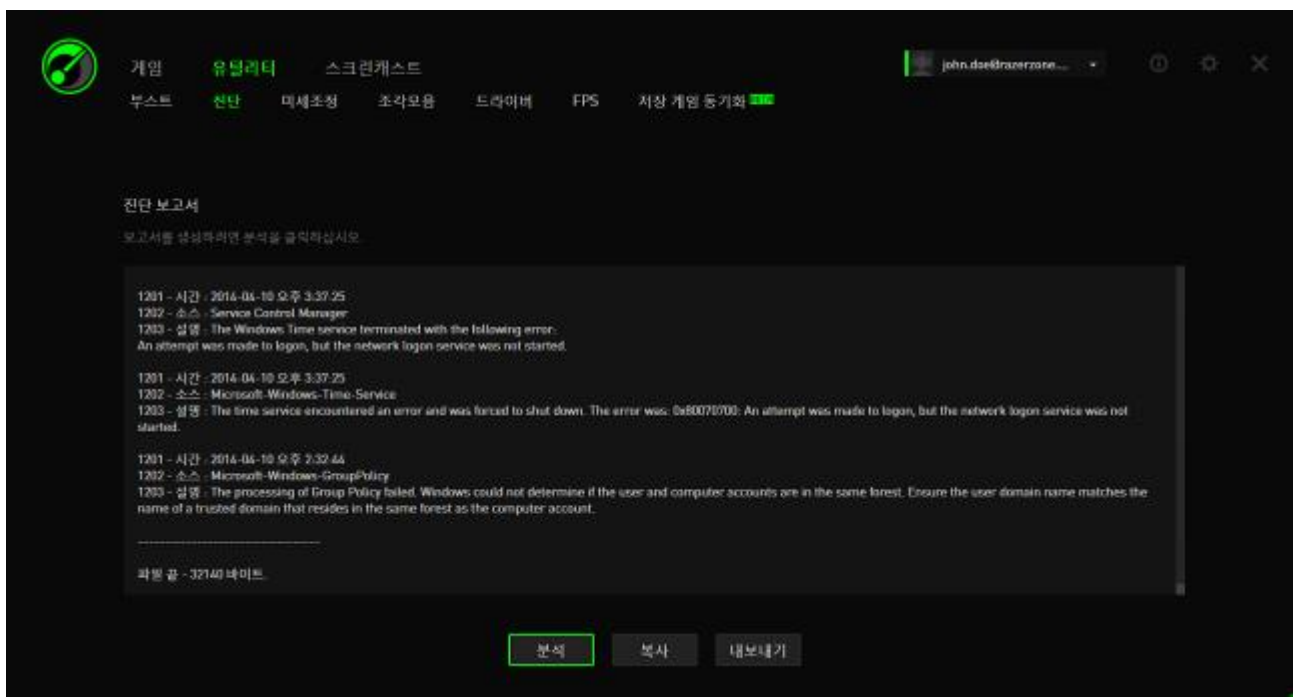 게임 유틸리티 스크린캐스트 john.doe@razerzone...
부스트 진단 미세조정 조각모음 드라이버 FPS 저장 게임 동기화
진단 보고서
보고서를 생성하려면 분석을 클릭하십시오.
1201 - 시간 : 2014-04-10 오후 3:37:25
1202 - 소스 : Service Control Manager
1203 - 설명 : The Windows Time service terminated with the following error:
An attempt was made to logon, but the network logon service was not started.
1201 - 시간 : 2014-04-10 오후 3:37:25
1202 - 소스 : Microsoft-Windows-Time-Service
1203 - 설명 : The time service encountered an error and was forced to shut down. The error was: 0x80070700: An attempt was made to logon, but the network logon service was not
started.
1201 - 시간 : 2014-04-10 오후 2:32:44
1202 - 소스 : Microsoft-Windows-GroupPolicy
1203 - 설명 : The processing of Group Policy failed. Windows could not determine if the user and computer accounts are in the same forest. Ensure the user domain name matches the
name of a trusted domain that resides in the same forest as the computer account.
--------------------------------
파일 끝 - 32140 바이트.
분석 복사 내보내기